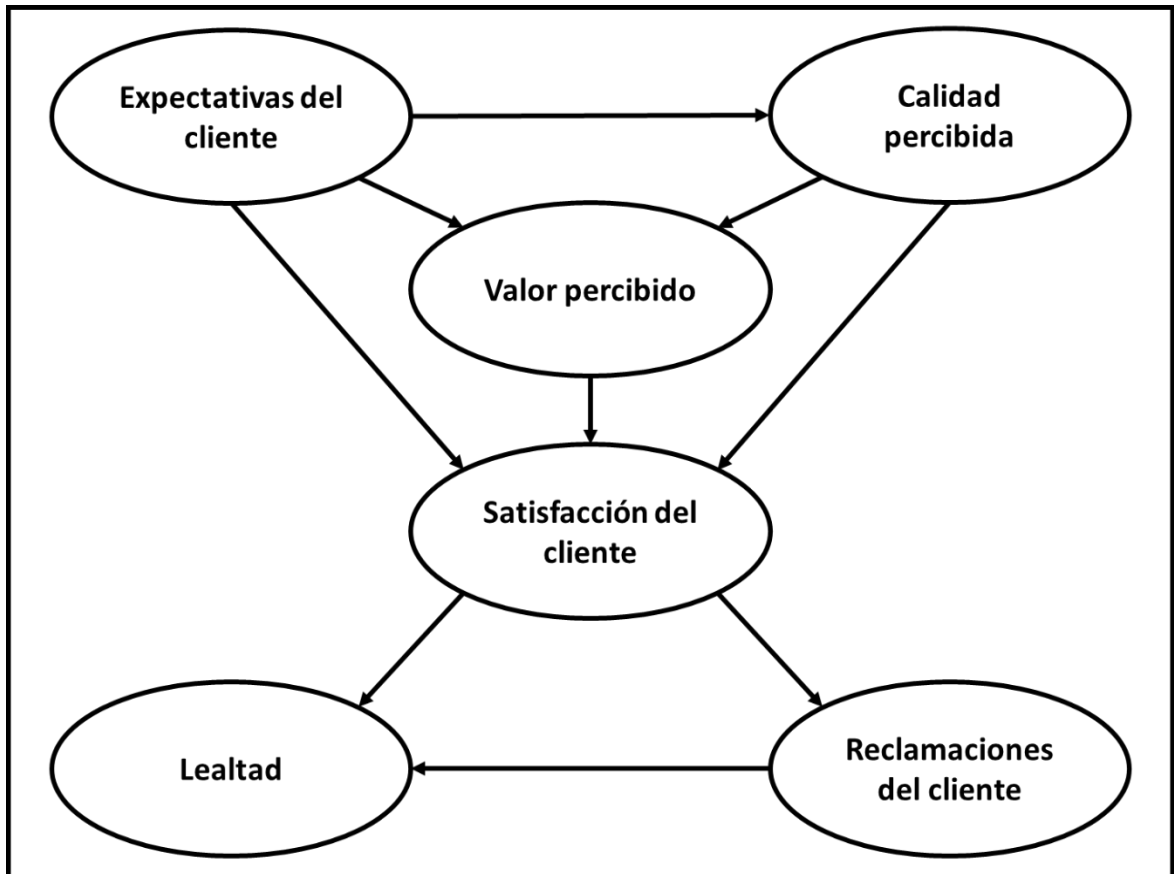 Expectativas del
cliente
Calidad
percibida
Valor percibido
Satisfacción del
cliente
Lealtad
Reclamaciones
del cliente